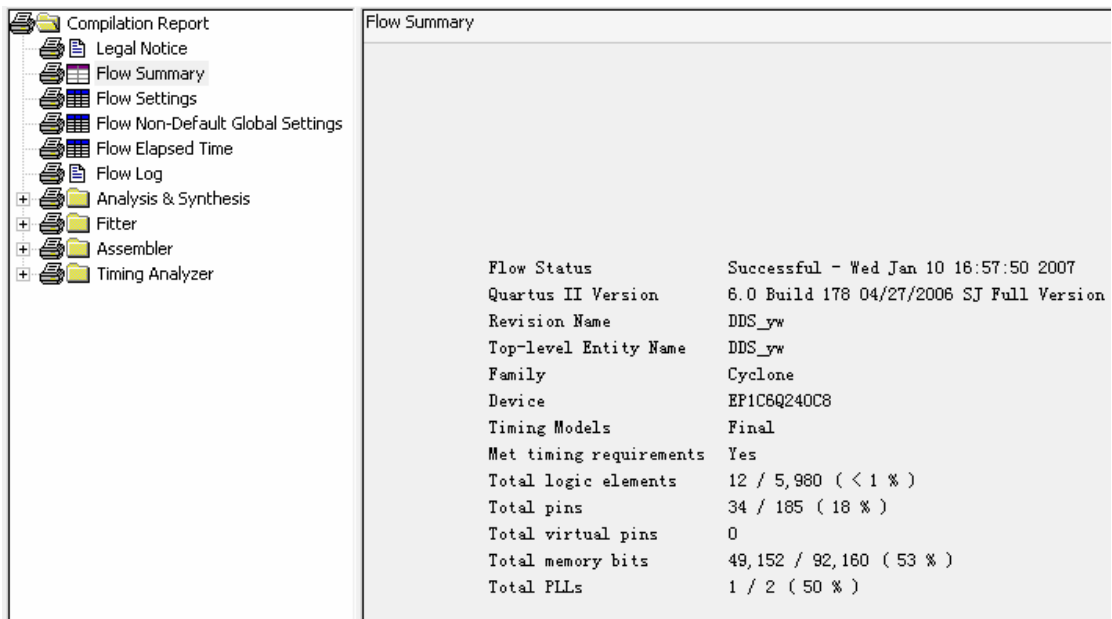 Compilation Report
Legal Notice
Flow Summary
Flow Settings
Flow Non-Default Global Settings
Flow Elapsed Time
Flow Log
Analysis & Synthesis
Fitter
Assembler
Timing Analyzer
Flow Summary
Flow Status Successful - Wed Jan 10 16:57:50 2007
Quartus II Version 6.0 Build 178 04/27/2006 SJ Full Version
Revision Name DDS_yw
Top-level Entity Name DDS_yw
Family Cyclone
Device EP1C6Q240C8
Timing Models Final
Met timing requirements Yes
Total logic elements 12 / 5,980 ( < 1 % )
Total pins 34 / 185 ( 18 % )
Total virtual pins 0
Total memory bits 49,152 / 92,160 ( 53 % )
Total PLLs 1 / 2 ( 50 % )